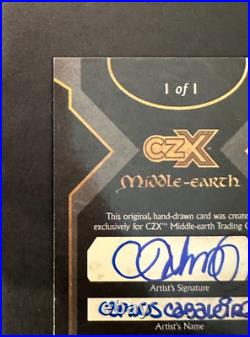 1 of 1
CZX
MIDDLE-EARTH
This original, hand-drawn card was create
exclusively for CZX™ Middle-earth Trading C
Artist's Signature
Artist's Name